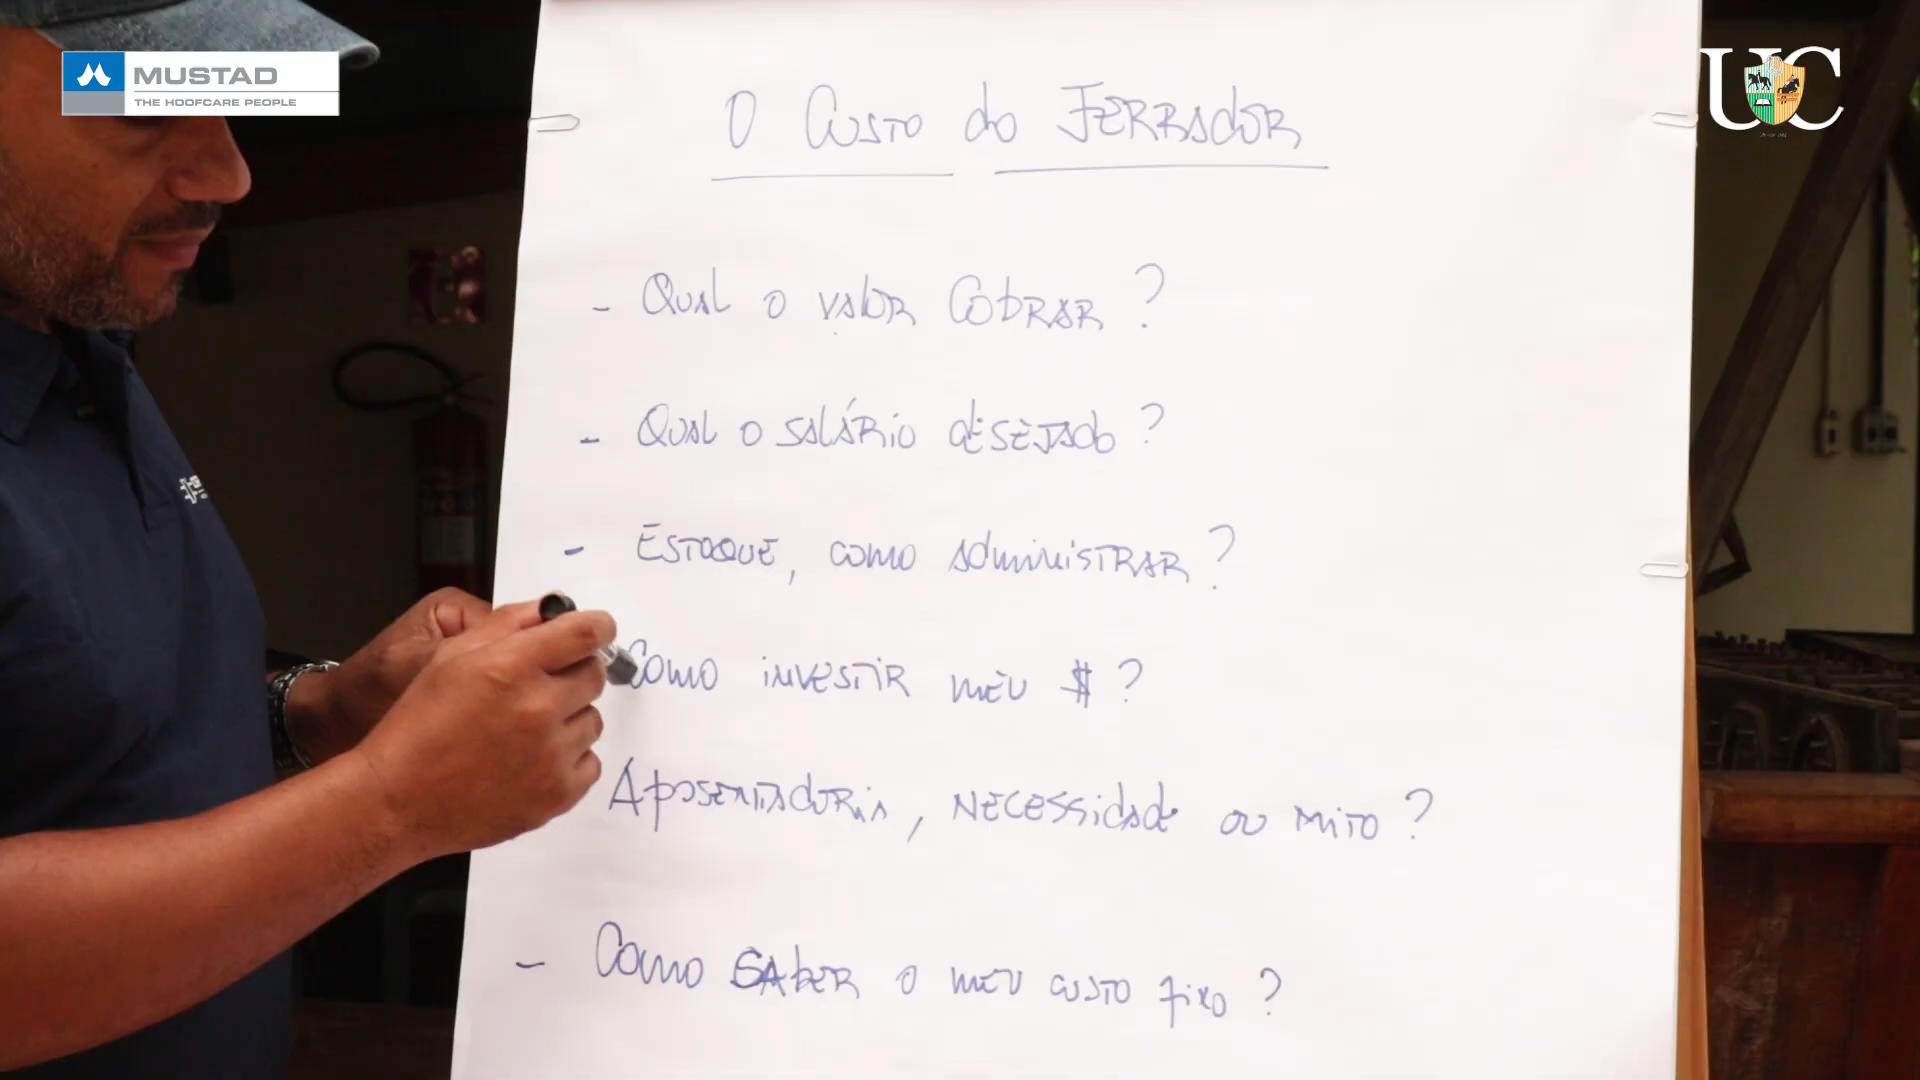 MUSTAD
THE HOOFCARE PEOPLE
UC
O Custo do FERRADOR
- Qual o valor Cobrar ?
- Qual o salário desejado ?
- Estoque, como administrar ?
Como investir meu $ ?
Aposentadoria, necessidade ou mito ?
- Como saber o meu custo fixo ?